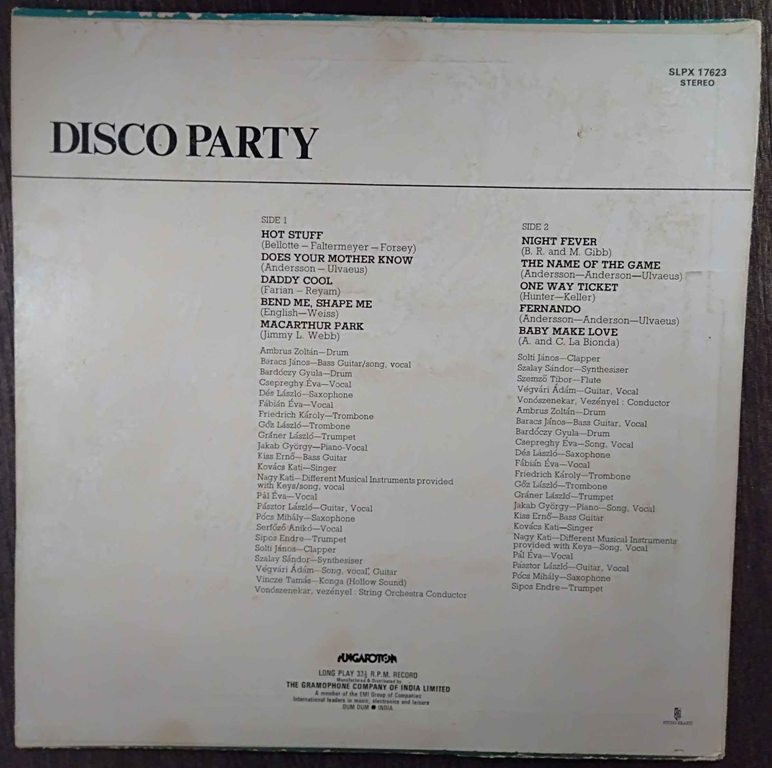 SLPX 17623
STEREO
DISCO PARTY
SIDE 1
HOT STUFF
(Bellotte – Faltermeyer – Forsey)
DOES YOUR MOTHER KNOW
(Andersson – Ulvaeus)
DADDY COOL
(Farian – Reyam)
BEND ME, SHAPE ME
(English—Weiss)
MACARTHUR PARK
(Jimmy L. Webb)
Ambrus Zoltán—Drum
Baracs János—Bass Guitar/song, vocal
Bardóczy Gyula—Drum
Csepreghy Éva—Vocal
Dés László—Saxophone
Fábián Éva—Vocal
Friedrich Károly—Trombone
Gőz László—Trombone
Gráner László—Trumpet
Jakab György—Piano-Vocal
Kiss Ernő—Bass Guitar
Kovács Kati—Singer
Nagy Kati—Different Musical Instruments provided
with Keys/song, vocal
Pál Éva—Vocal
Pásztor László—Guitar, Vocal
Pócs Mihály—Saxophone
Serfőző Anikó—Vocal
Sipos Endre—Trumpet
Solti János—Clapper
Szalay Sándor—Synthesiser
Végvári Ádám—Song, vocal, Guitar
Vincze Tamás—Konga (Hollow Sound)
Vonószenekar, vezényel : String Orchestra Conductor
SIDE 2
NIGHT FEVER
(B. R. and M. Gibb)
THE NAME OF THE GAME
(Andersson—Anderson—Ulvaeus)
ONE WAY TICKET
(Hunter—Keller)
FERNANDO
(Andersson—Anderson—Ulvaeus)
BABY MAKE LOVE
(A. and C. La Bionda)
Solti János—Clapper
Szalay Sándor—Synthesiser
Szemző Tibor—Flute
Végvári Ádám—Guitar, Vocal
Vonószenekar, Vezényel : Conductor
Ambrus Zoltán—Drum
Baracs János—Bass Guitar, Vocal
Bardóczy Gyula—Drum
Csepreghy Éva—Song, Vocal
Dés László—Saxophone
Fábián Éva—Vocal
Friedrich Károly—Trombone
Gőz László—Trombone
Gráner László—Trumpet
Jakab György—Piano—Song, Vocal
Kiss Ernő—Bass Guitar
Kovács Kati—Singer
Nagy Kati—Different Musical Instruments
provided with Keya—Song, Vocal
Pál Éva—Vocal
Pásztor László—Guitar, Vocal
Pócs Mihály—Saxophone
Sipos Endre—Trumpet
HUNGAROTON
LONG PLAY 33⅓ R.P.M. RECORD
Manufactured & Distributed by
THE GRAMOPHONE COMPANY OF INDIA LIMITED
A member of the EMI Group of Companies
International leaders in music, electronics and leisure
DUM DUM ● INDIA